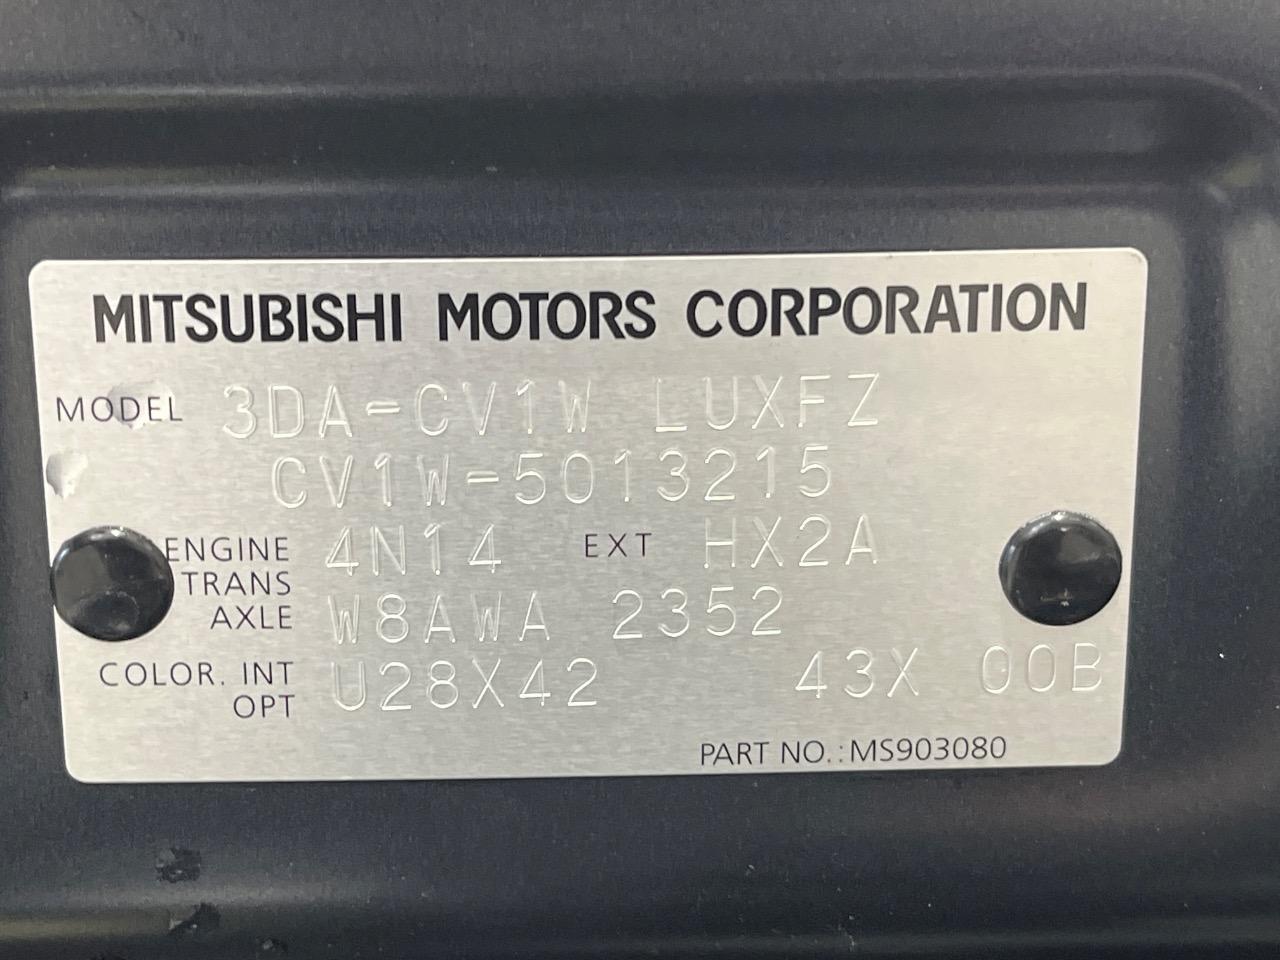 MITSUBISHI MOTORS CORPORATION
MODEL 3DA-CV1W LUXFZ
CV1W-5013215
ENGINE 4N14 EXT HX2A
TRANS
AXLE W8AWA 2352
COLOR. INT U28X42 43X 00B
OPT
PART NO.: MS903080